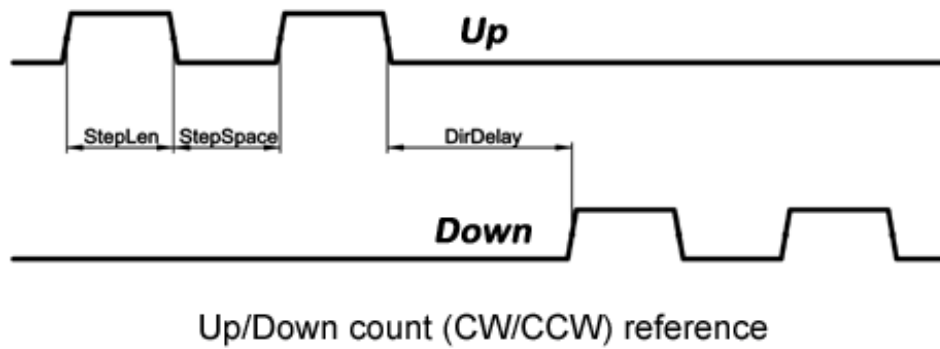 Up
StepLen StepSpace DirDelay
Down
Up/Down count (CW/CCW) reference